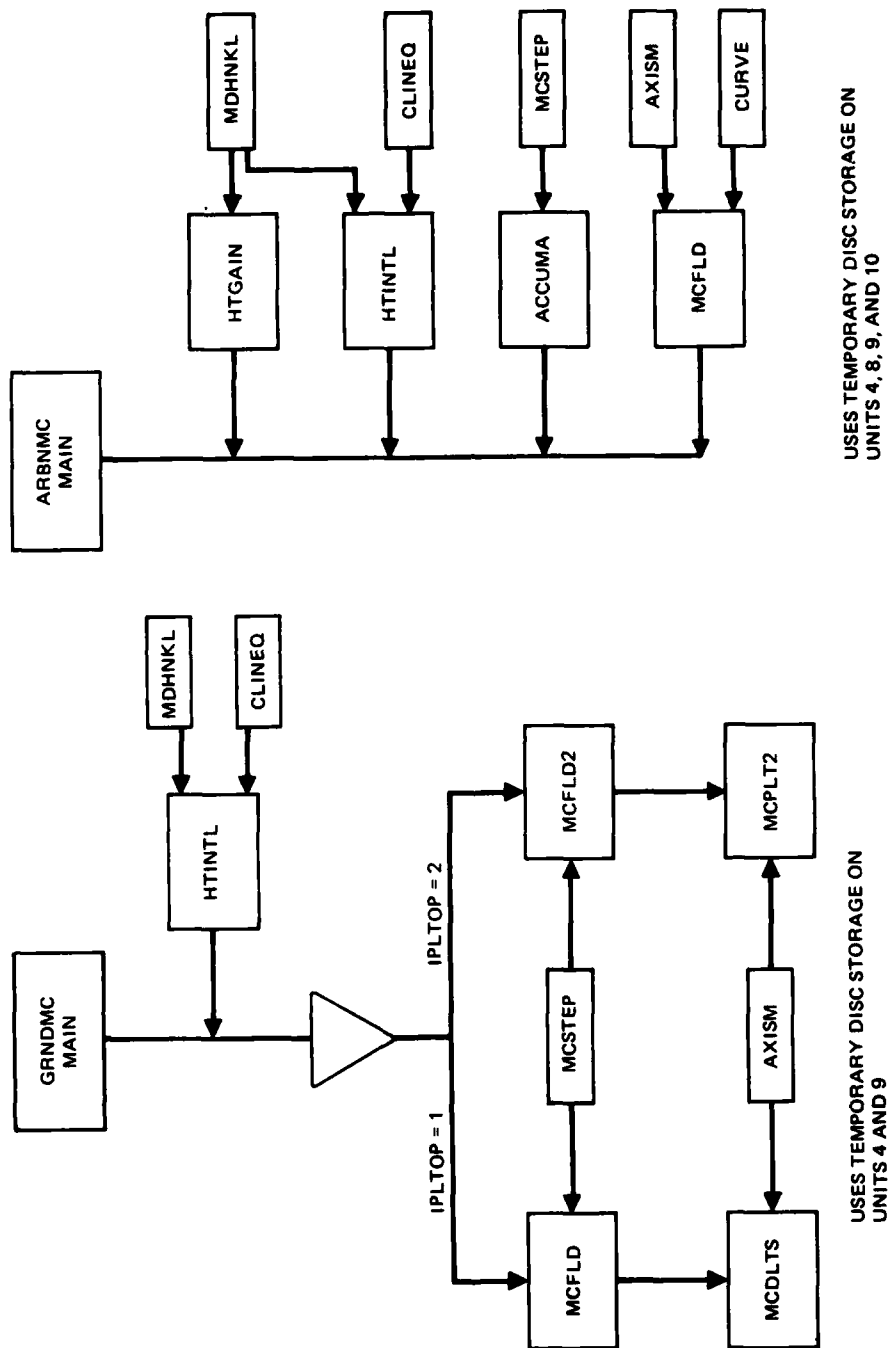 GRNDMC
MAIN
MDHNKL
CLINEQ
HTINTL
IPLTOP = 1
IPLTOP = 2
MCFLD
MCSTEP
MCFLD2
MCDLTS
AXISM
MCPLT2
USES TEMPORARY DISC STORAGE ON
UNITS 4 AND 9
ARBNMC
MAIN
HTGAIN
MDHNKL
HTINTL
CLINEQ
ACCUMA
MCSTEP
MCFLD
AXISM
CURVE
USES TEMPORARY DISC STORAGE ON
UNITS 4, 8, 9, AND 10